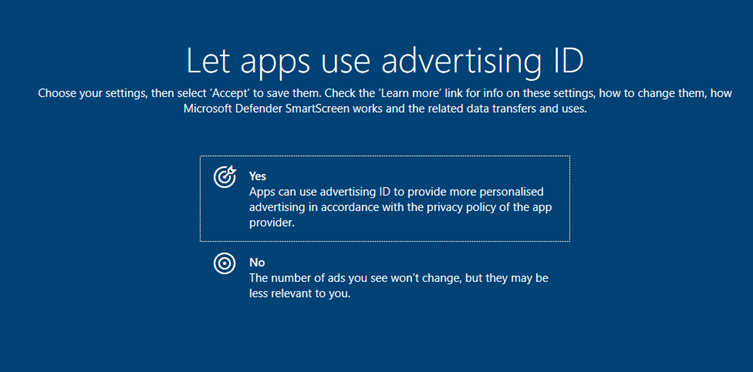 Let apps use advertising ID
Choose your settings, then select ‘Accept’ to save them. Check the ‘Learn more’ link for info on these settings, how to change them, how
Microsoft Defender SmartScreen works and the related data transfers and uses.
Yes
Apps can use advertising ID to provide more personalised
advertising in accordance with the privacy policy of the app
provider.
No
The number of ads you see won’t change, but they may be
less relevant to you.